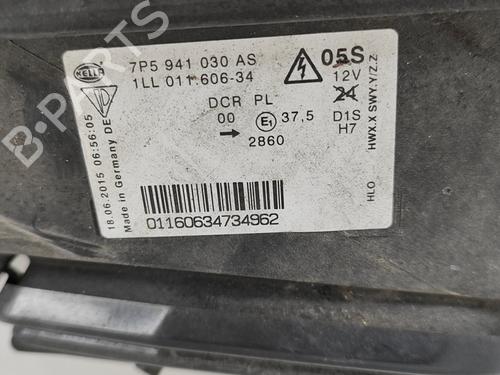 HELLA
7P5 941 030 AS
1LL 011.606-34
05S
12V
24
DCR PL
00 E1 37,5
2860
D1S
H7
HWX.X SWY.Y/Z.Z
HLO
18.06.2015 06:56:05
Made in Germany DE
01160634734962